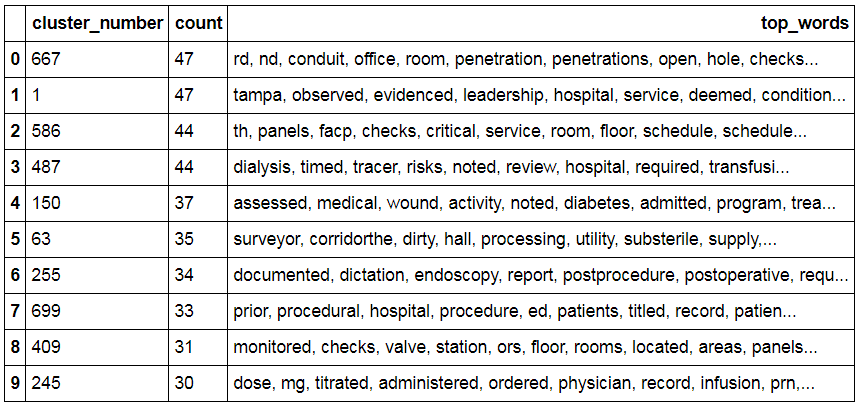 cluster_number count top_words
0 667 47 rd, nd, conduit, office, room, penetration, penetrations, open, hole, checks...
1 1 47 tampa, observed, evidenced, leadership, hospital, service, deemed, condition...
2 586 44 th, panels, facp, checks, critical, service, room, floor, schedule, schedule...
3 487 44 dialysis, timed, tracer, risks, noted, review, hospital, required, transfusi...
4 150 37 assessed, medical, wound, activity, noted, diabetes, admitted, program, trea...
5 63 35 surveyor, corridorthe, dirty, hall, processing, utility, substerile, supply,...
6 255 34 documented, dictation, endoscopy, report, postprocedure, postoperative, requ...
7 699 33 prior, procedural, hospital, procedure, ed, patients, titled, record, patien...
8 409 31 monitored, checks, valve, station, ors, floor, rooms, located, areas, panels...
9 245 30 dose, mg, titrated, administered, ordered, physician, record, infusion, prn,...